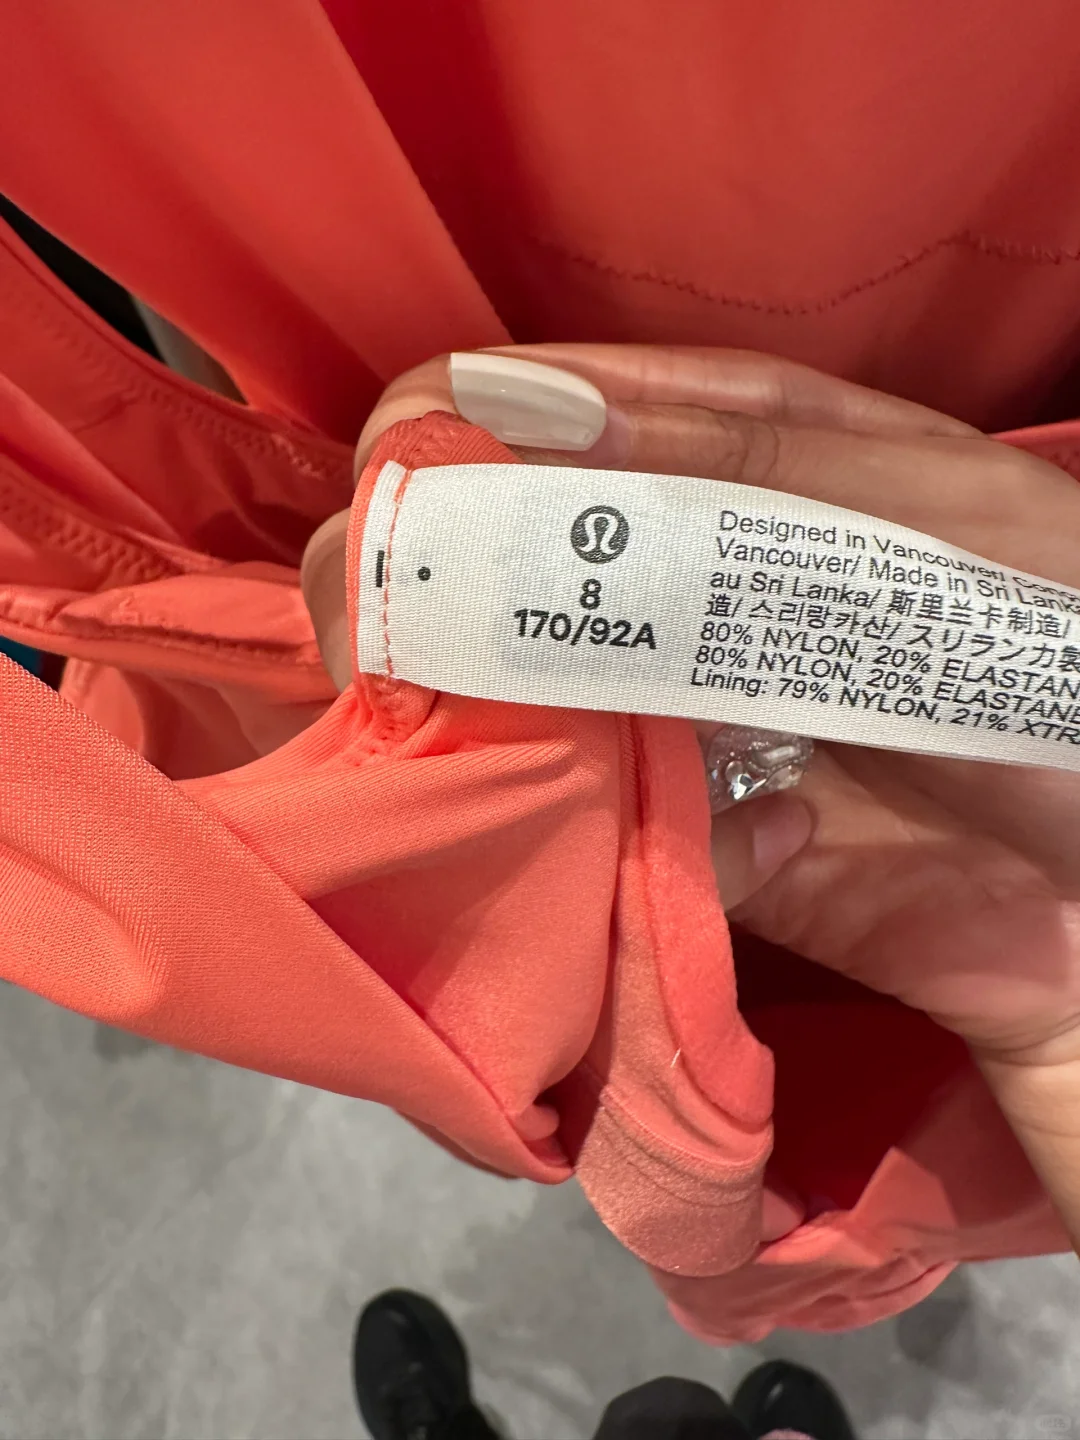 8
170/92A
Designed in Vancouver/
Vancouver/ Made in Sri Lanka
au Sri Lanka/ 斯里兰卡制造/
造/ 스리랑카산/ スリランカ製
80% NYLON, 20% ELASTAN
80% NYLON, 20% ELASTANE
Lining: 79% NYLON, 21% XTR